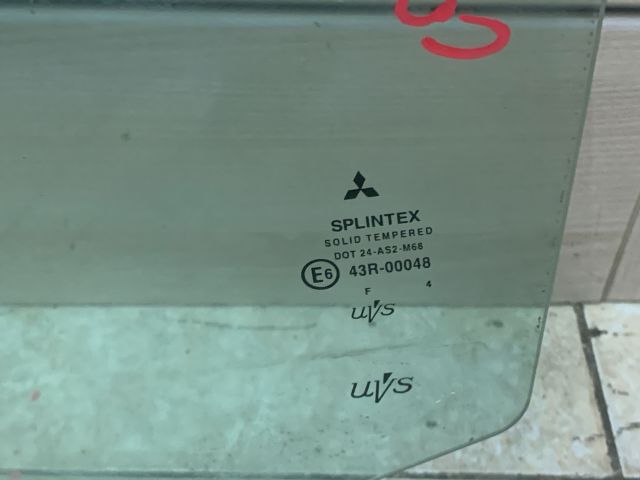 SPLINTEX
SOLID TEMPERED
DOT 24-AS2-M68
E6 43R-00048
F 4
uvs
uvs